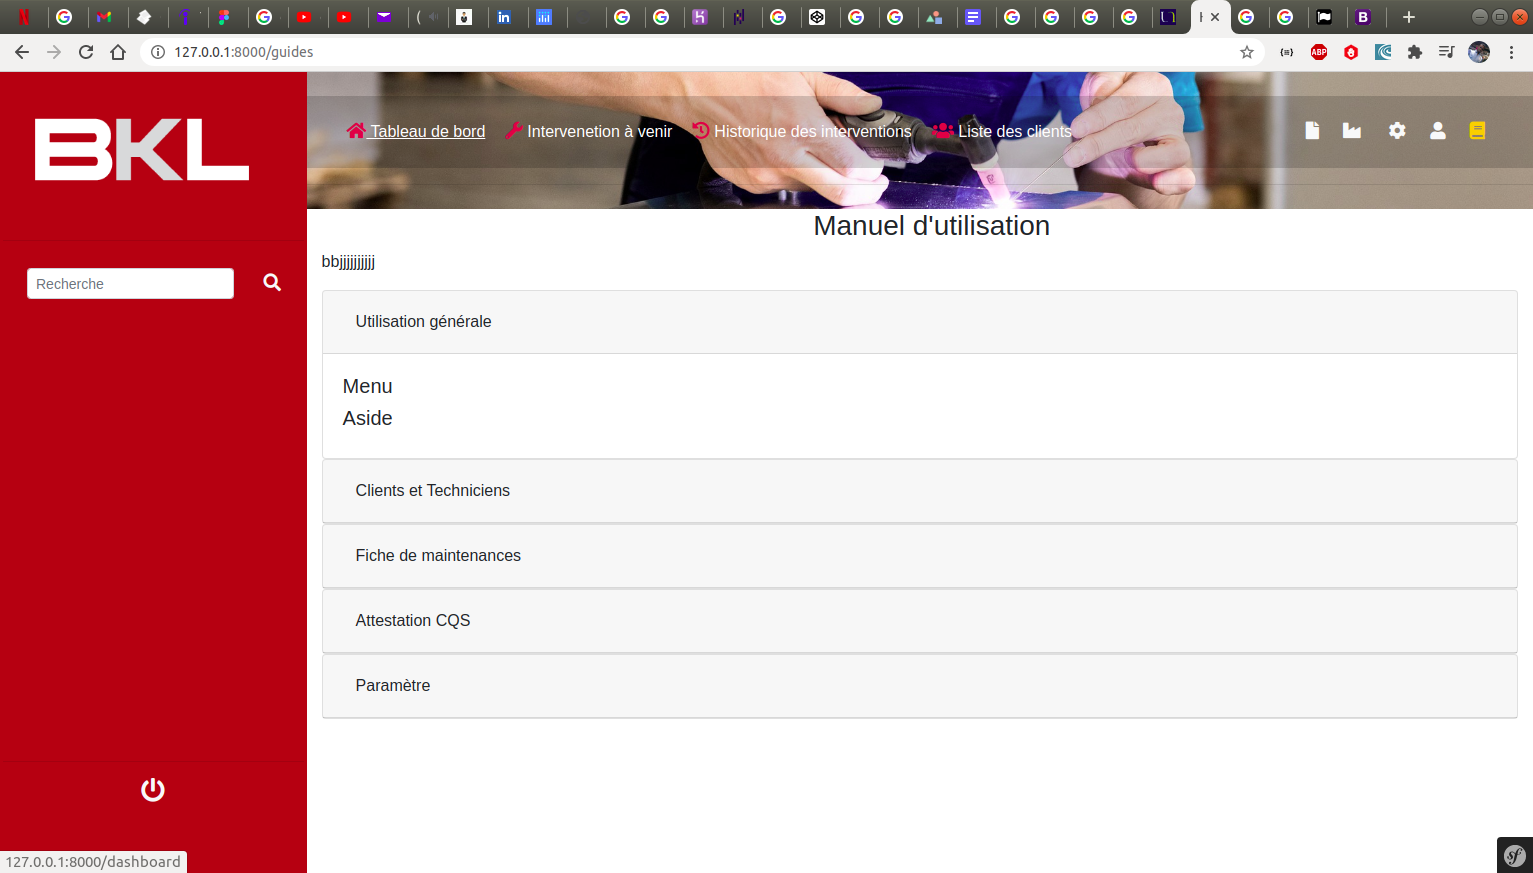 127.0.0.1:8000/guides
ABP
BKL
Tableau de bord Intervenetion à venir Historique des interventions Liste des clients
Manuel d'utilisation
bbjjjjjjjjjj
Recherche
Utilisation générale
Menu
Aside
Clients et Techniciens
Fiche de maintenances
Attestation CQS
Paramètre
127.0.0.1:8000/dashboard
sf